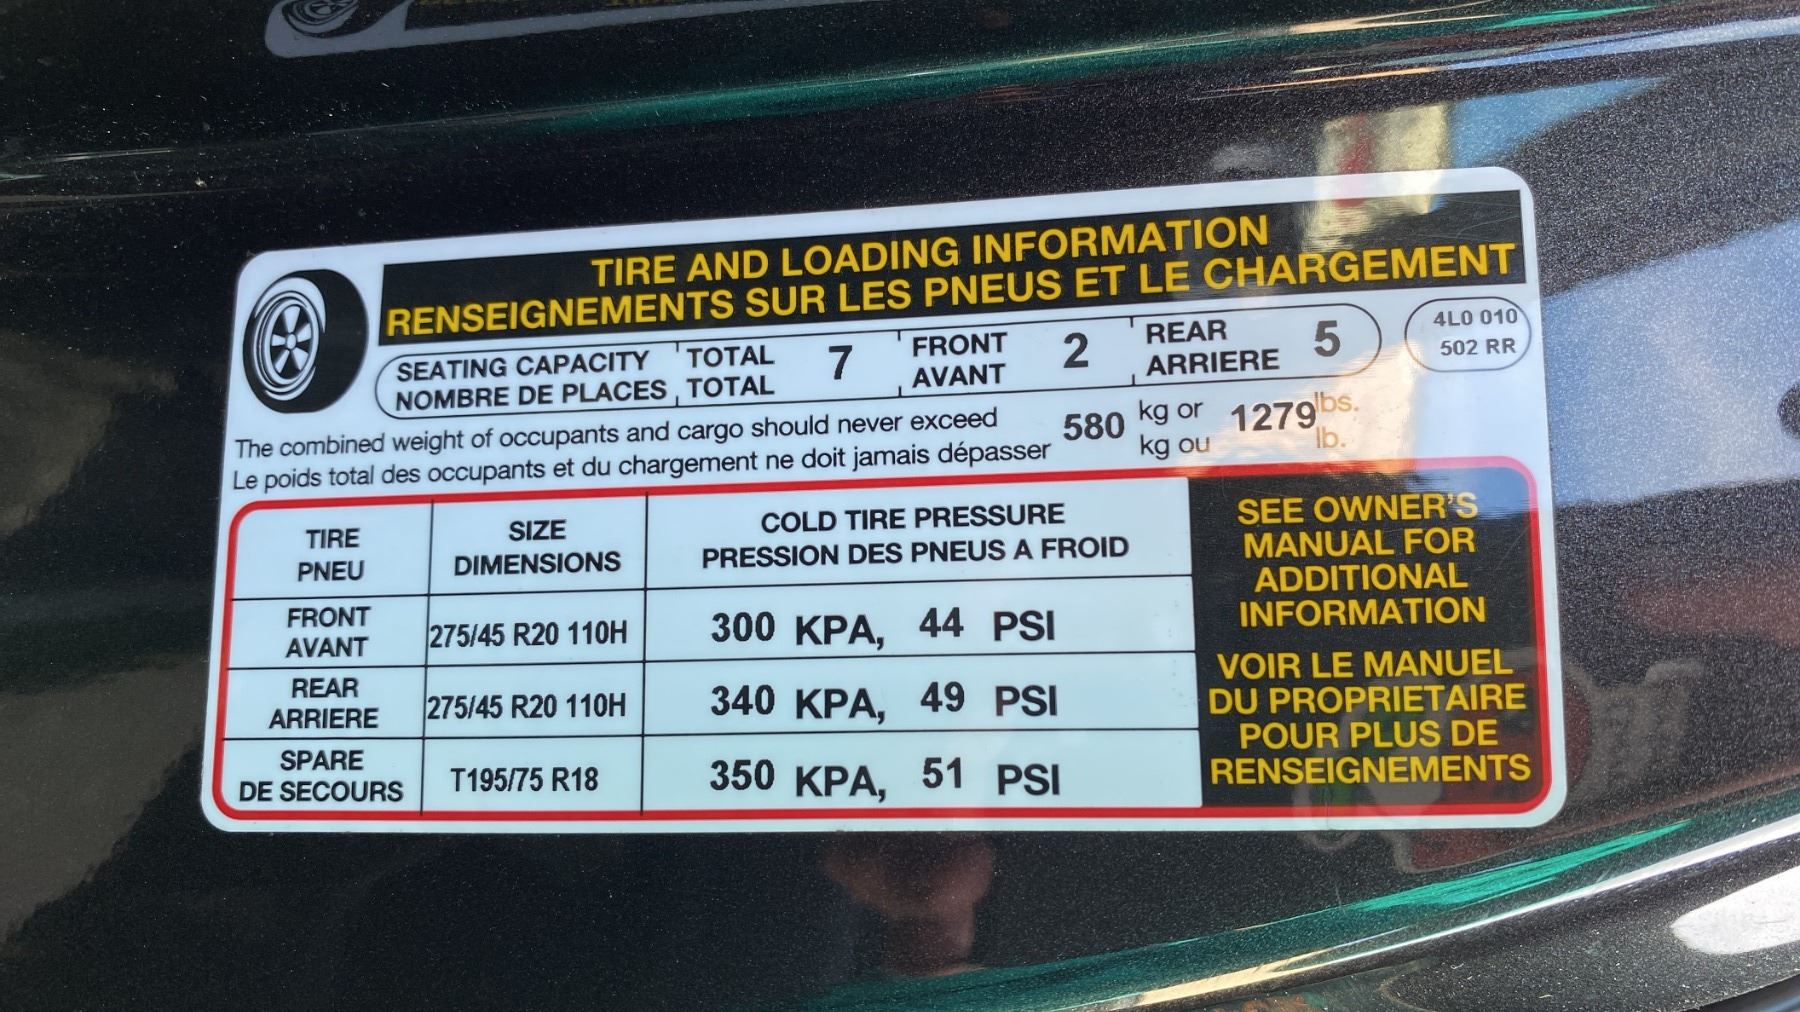 TIRE AND LOADING INFORMATION
RENSEIGNEMENTS SUR LES PNEUS ET LE CHARGEMENT
SEATING CAPACITY TOTAL 7 FRONT 2 REAR 5
NOMBRE DE PLACES TOTAL AVANT ARRIERE
4L0 010
502 RR
The combined weight of occupants and cargo should never exceed 580 kg or 1279 lbs.
Le poids total des occupants et du chargement ne doit jamais dépasser kg ou lb.
TIRE SIZE COLD TIRE PRESSURE
PNEU DIMENSIONS PRESSION DES PNEUS A FROID
FRONT
AVANT 275/45 R20 110H 300 KPA, 44 PSI
REAR
ARRIERE 275/45 R20 110H 340 KPA, 49 PSI
SPARE
DE SECOURS T195/75 R18 350 KPA, 51 PSI
SEE OWNER'S
MANUAL FOR
ADDITIONAL
INFORMATION
VOIR LE MANUEL
DU PROPRIETAIRE
POUR PLUS DE
RENSEIGNEMENTS